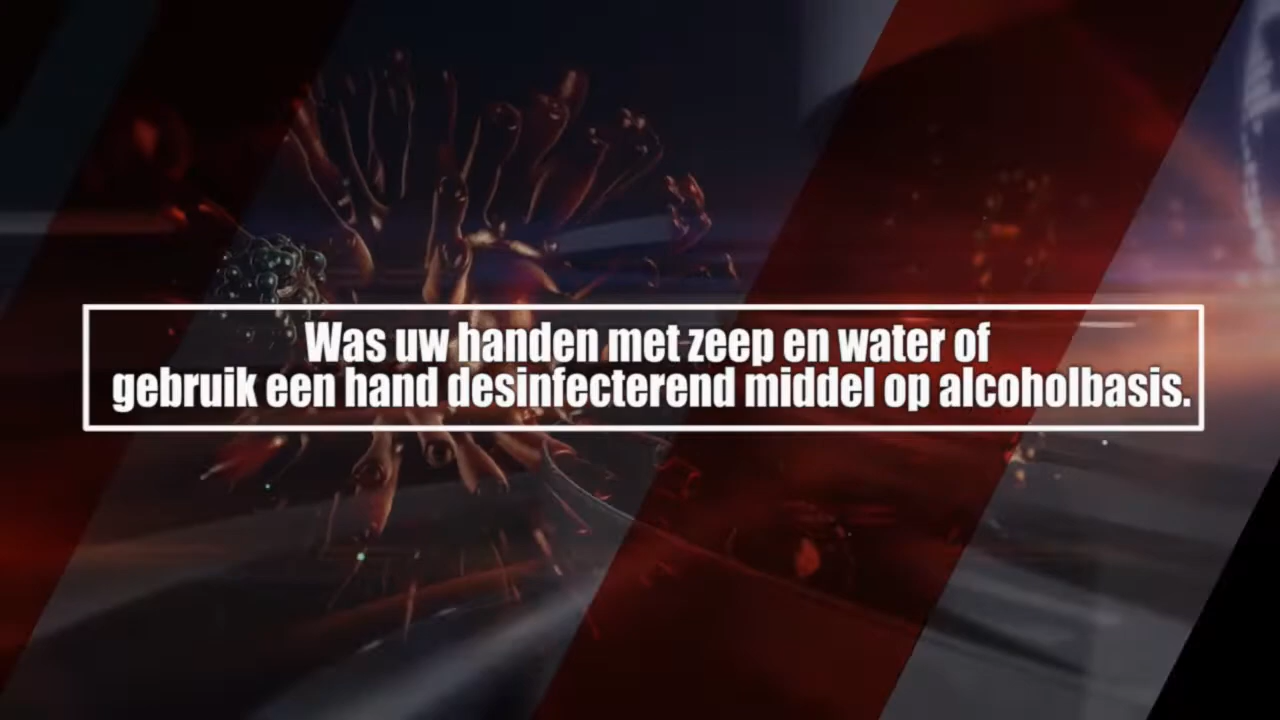 Was uw handen met zeep en water of
gebruik een hand desinfecterend middel op alcoholbasis.